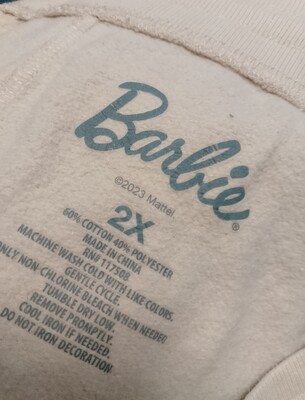 Barbie®
©2023 Mattel
2X
60% COTTON 40% POLYESTER
MADE IN CHINA
RN# 117508
MACHINE WASH COLD WITH LIKE COLORS.
GENTLE CYCLE.
ONLY NON-CHLORINE BLEACH WHEN NEEDED
TUMBLE DRY LOW.
REMOVE PROMPTLY.
COOL IRON IF NEEDED.
DO NOT IRON DECORATION